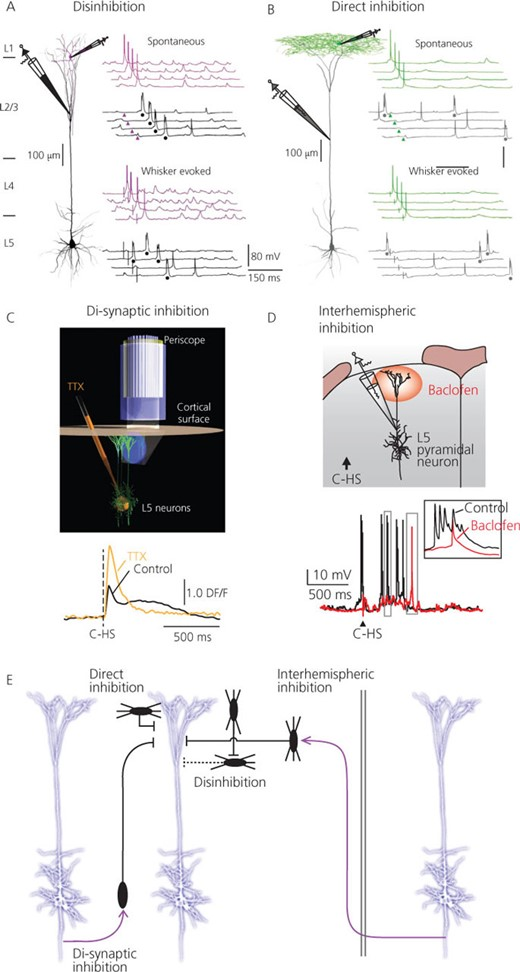 A
Disinhibition
B
Direct inhibition
L1
L2/3
L4
L5
100 μm
Spontaneous
Whisker evoked
80 mV
150 ms
100 μm
Spontaneous
Whisker evoked
C
Di-synaptic inhibition
Periscope
TTX
Cortical
surface
L5 neurons
TTX
Control
1.0 DF/F
C-HS
500 ms
D
Interhemispheric
inhibition
Baclofen
L5
pyramidal
neuron
C-HS
Control
Baclofen
10 mV
500 ms
C-HS
E
Direct
inhibition
Interhemispheric
inhibition
Disinhibition
Di-synaptic
inhibition